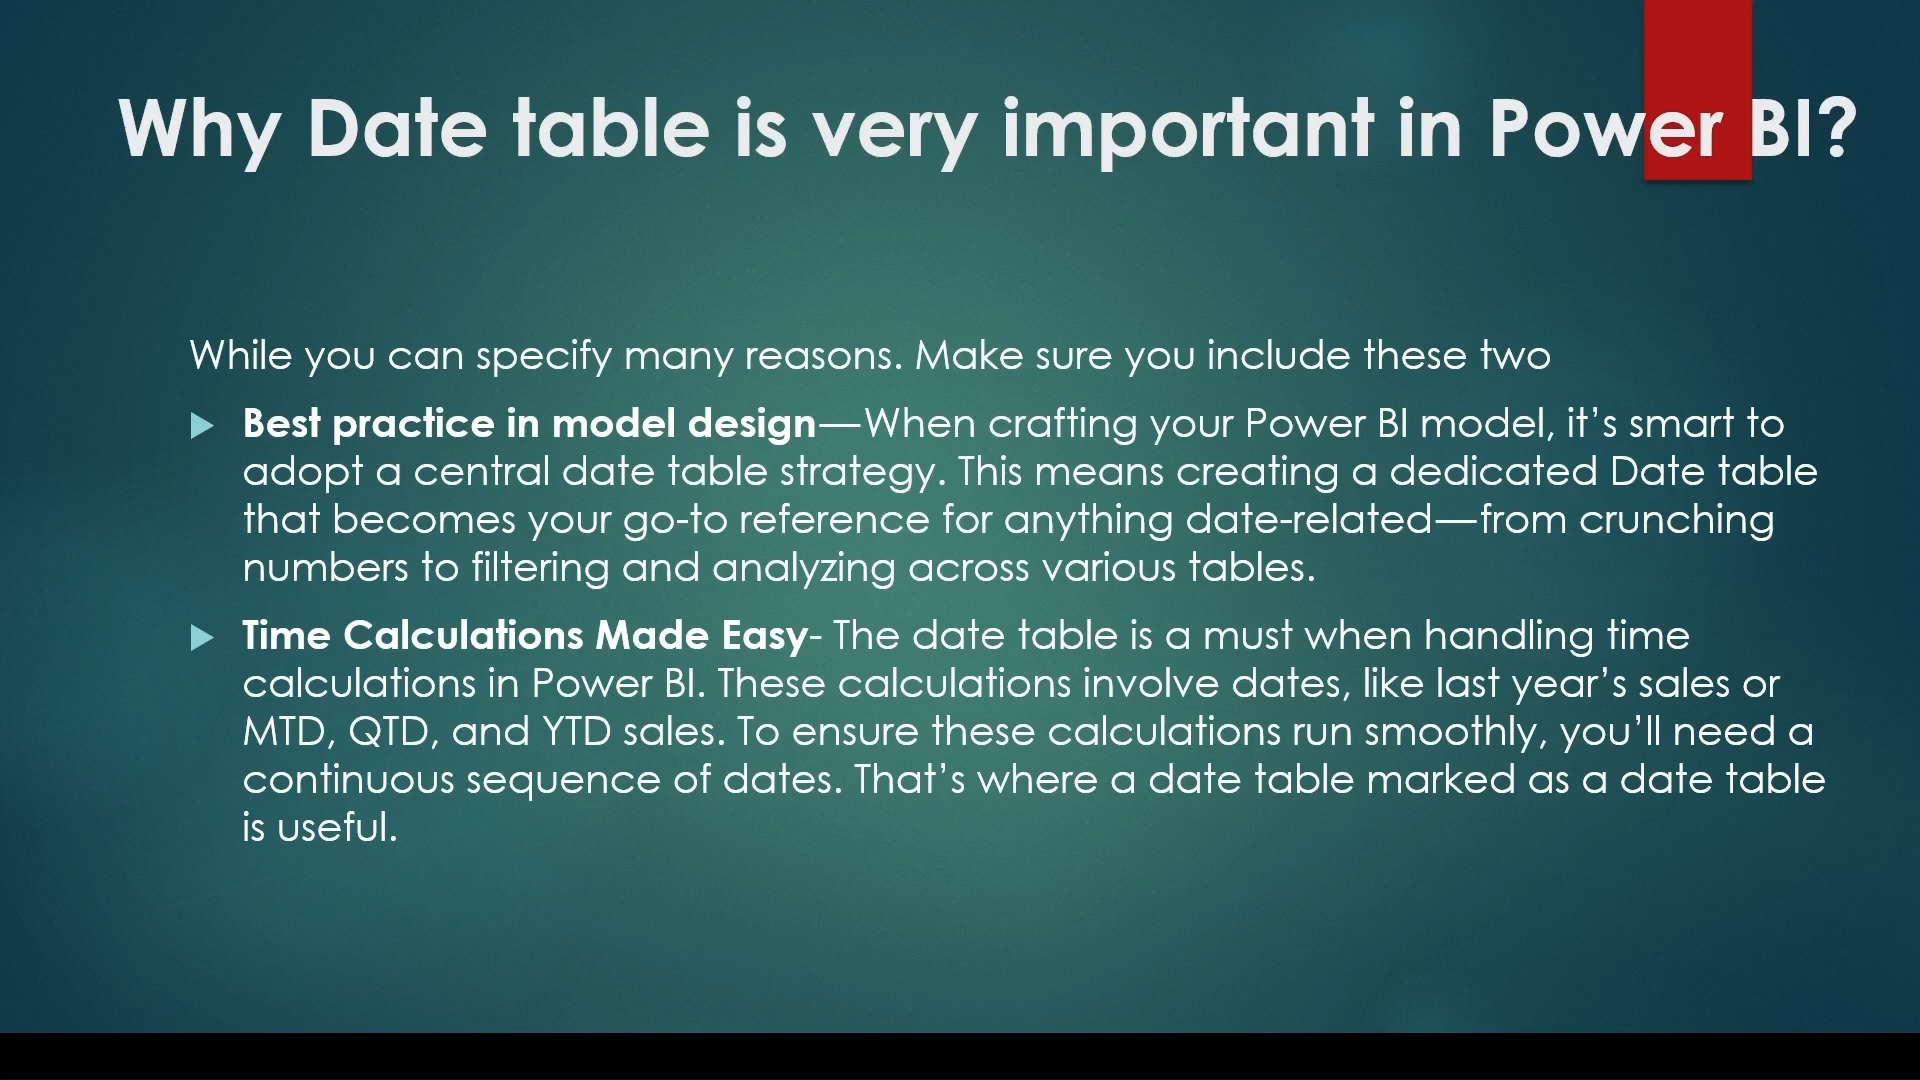 Why Date table is very important in Power BI?
While you can specify many reasons. Make sure you include these two
Best practice in model design—When crafting your Power BI model, it’s smart to
adopt a central date table strategy. This means creating a dedicated Date table
that becomes your go-to reference for anything date-related—from crunching
numbers to filtering and analyzing across various tables.
Time Calculations Made Easy- The date table is a must when handling time
calculations in Power BI. These calculations involve dates, like last year’s sales or
MTD, QTD, and YTD sales. To ensure these calculations run smoothly, you’ll need a
continuous sequence of dates. That’s where a date table marked as a date table
is useful.